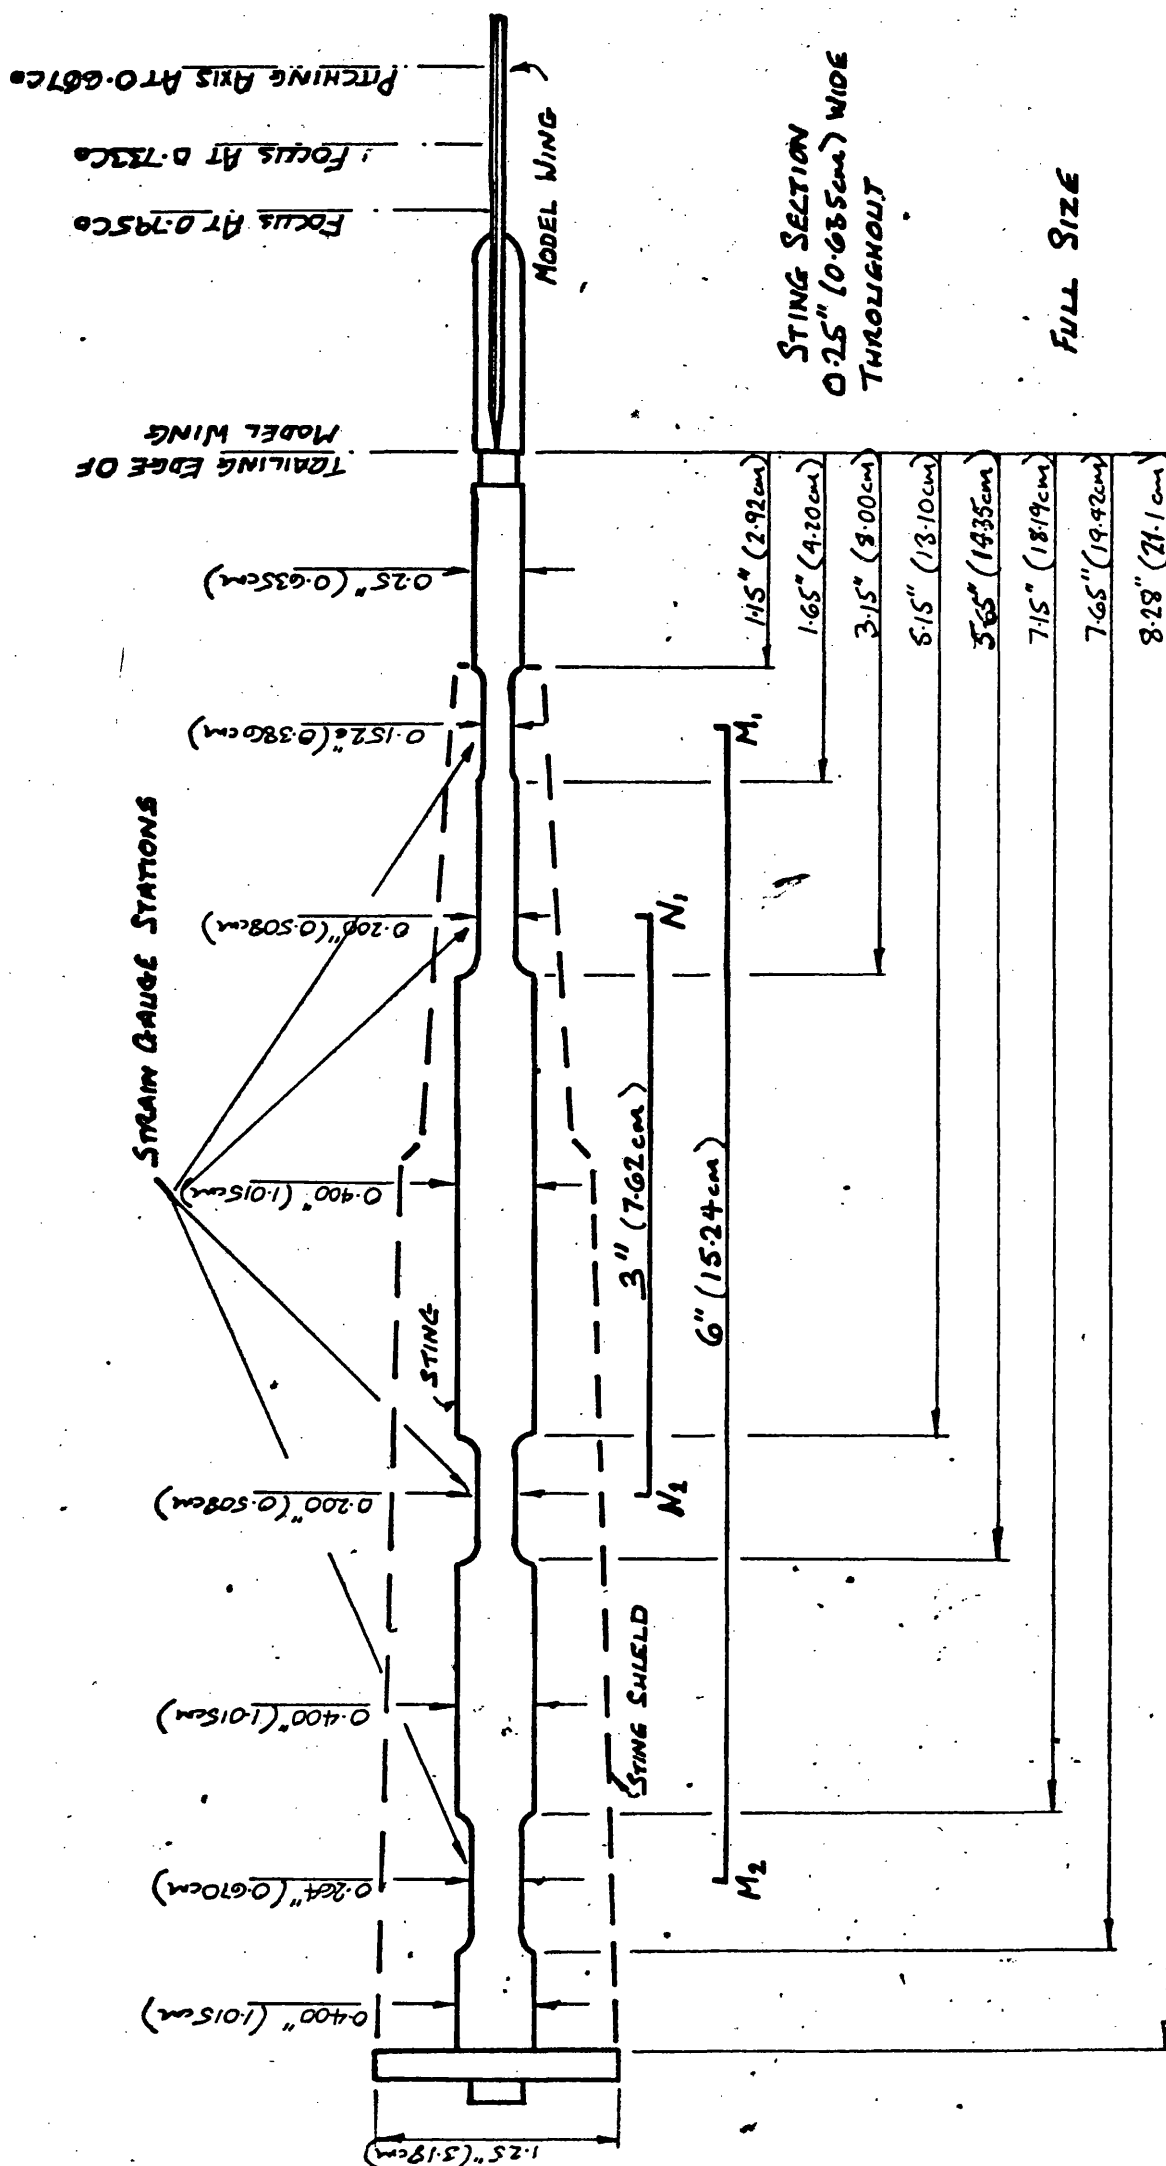 PITCHING AXIS AT 0.667C₀
FOCUS AT 0.733C₀
FOCUS AT 0.795C₀
MODEL WING
TRAILING EDGE OF
MODEL WING
STING SECTION
0.25" (0.635cm) WIDE
THROUGHOUT
FULL SIZE
0.25" (0.635cm)
0.152" (0.386cm)
0.200" (0.508cm)
0.400" (1.015cm)
0.200" (0.508cm)
0.400" (1.015cm)
0.264" (0.670cm)
0.400" (1.015cm)
1.25" (3.18cm)
STRAIN GAUGE STATIONS
STING
STING SHIELD
M₁
N₁
N₂
M₂
3" (7.62cm)
6" (15.24cm)
1.15" (2.92cm)
1.65" (4.20cm)
3.15" (8.00cm)
5.15" (13.10cm)
5.65" (14.35cm)
7.15" (18.19cm)
7.65" (19.42cm)
8.28" (21.1cm)